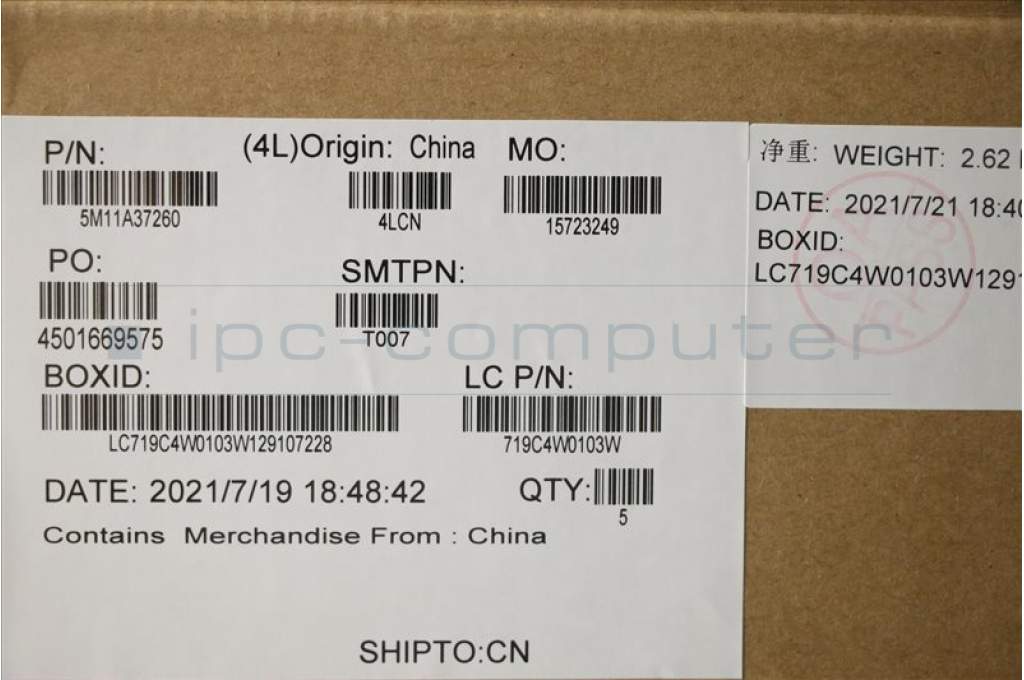 P/N: (4L)Origin: China MO:
5M11A37260 4LCN 15723249
PO: SMTPN:
4501669575 T007
BOXID: LC P/N:
LC719C4W0103W129107228 719C4W0103W
DATE: 2021/7/19 18:48:42 QTY:
5
Contains Merchandise From : China
SHIPTO:CN
净重: WEIGHT: 2.62
DATE: 2021/7/21 18:40
BOXID:
LC719C4W0103W1291
ipc-computer